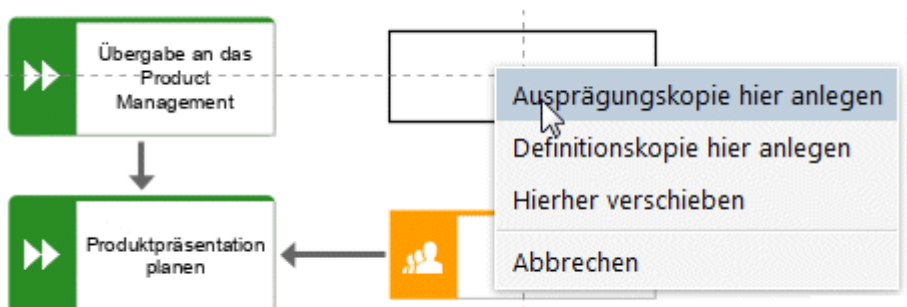 Übergabe an das
Product
Management
Ausprägungskopie hier anlegen
Definitionskopie hier anlegen
Hierher verschieben
Abbrechen
Produktpräsentation
planen